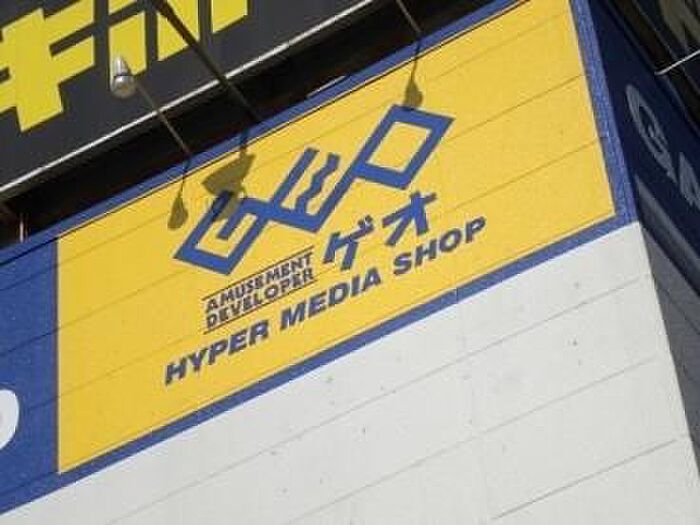 GEO
AMUSEMENT
DEVELOPER
ゲオ
HYPER MEDIA SHOP